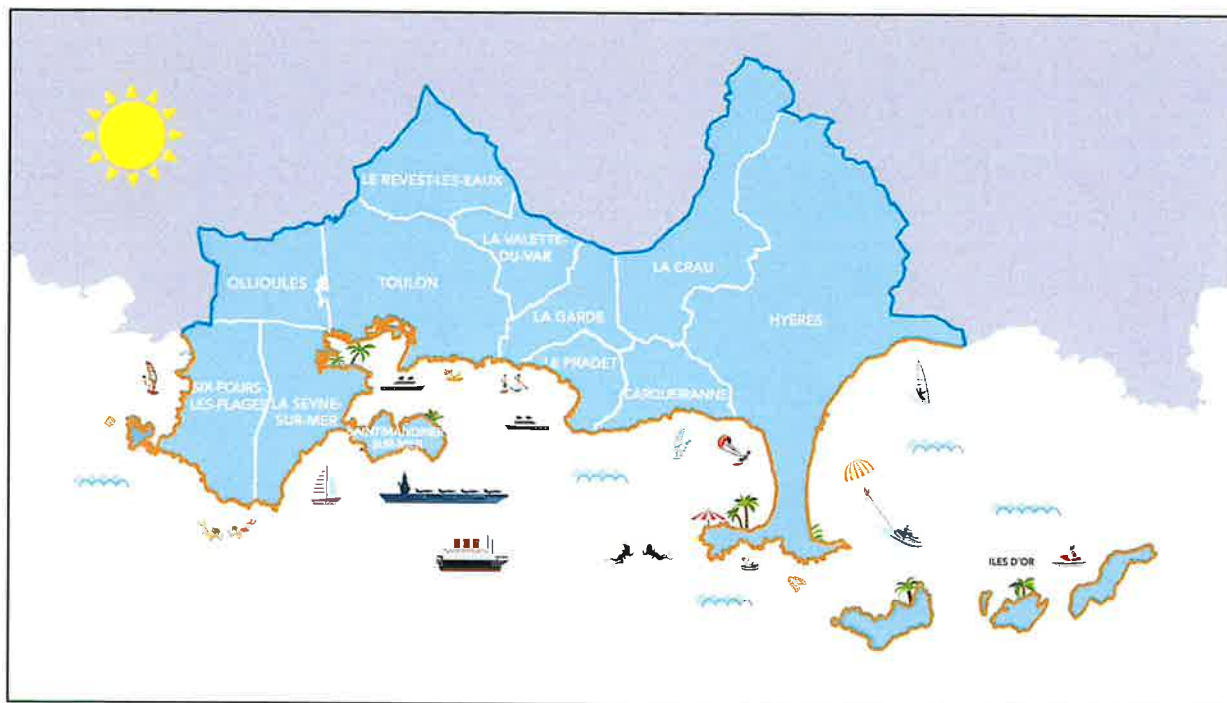 LE REVEST-LES-EAUX
LA VALETTE-
DU-VAR
OLLIOULES
TOULON
LA CRAU
LA GARDE
HYERES
LE PRADET
SIX-FOURS-
LES-PLAGES
LA SEYNE-
SUR-MER
CARQUEIRANNE
SAINT-MANDRIER
SUR-MER
ILES D'OR